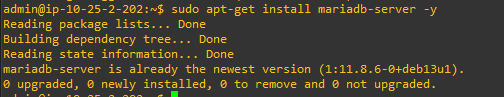 admin@ip-10-25-2-202:~$ sudo apt-get install mariadb-server -y
Reading package lists... Done
Building dependency tree... Done
Reading state information... Done
mariadb-server is already the newest version (1:11.8.6-0+deb13u1).
0 upgraded, 0 newly installed, 0 to remove and 0 not upgraded.